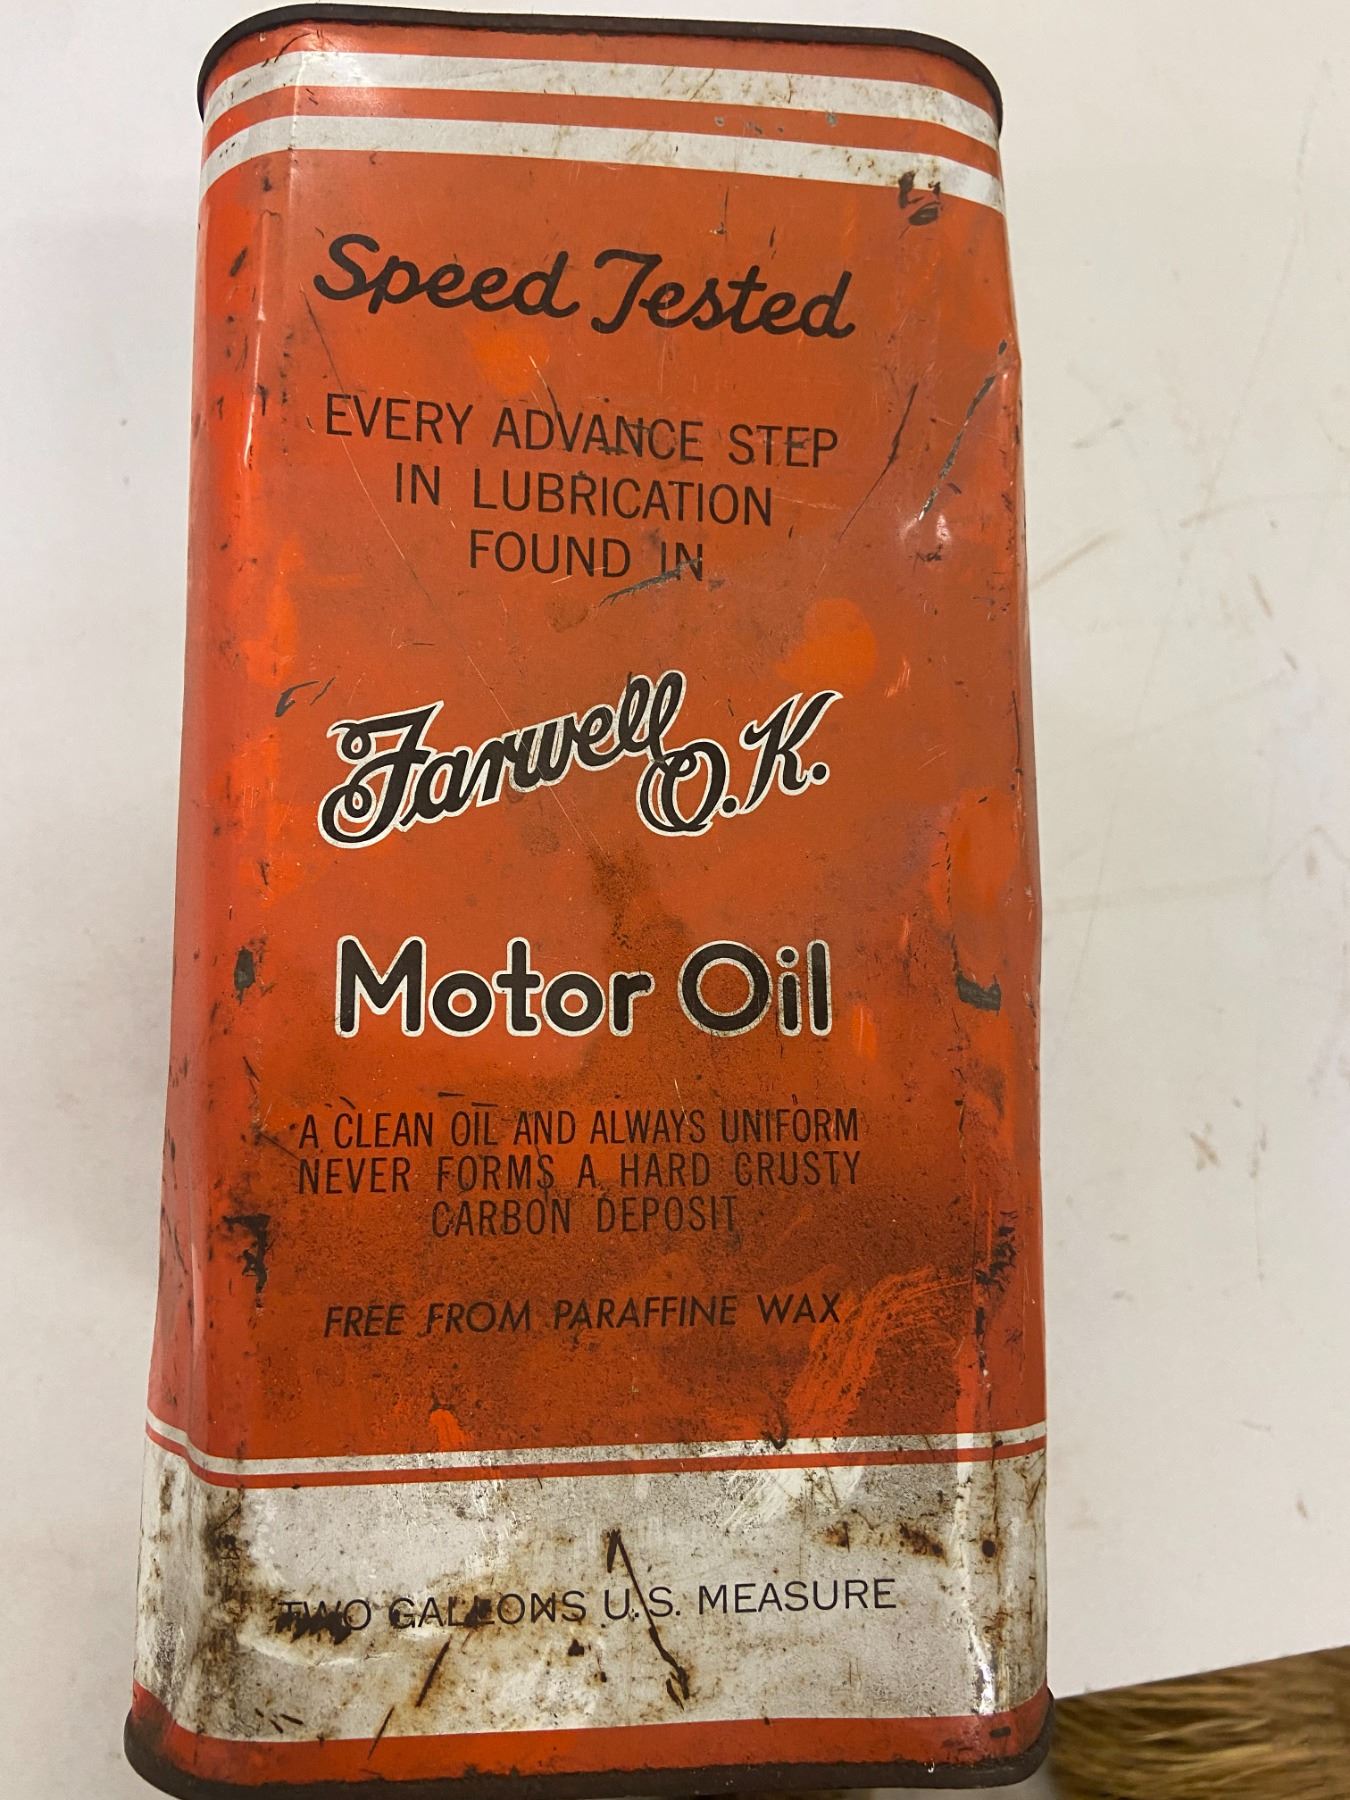 Speed Tested
EVERY ADVANCE STEP
IN LUBRICATION
FOUND IN
Farwell O.K.
Motor Oil
A CLEAN OIL AND ALWAYS UNIFORM
NEVER FORMS A HARD CRUSTY
CARBON DEPOSIT
FREE FROM PARAFFINE WAX
TWO GALLONS U.S. MEASURE